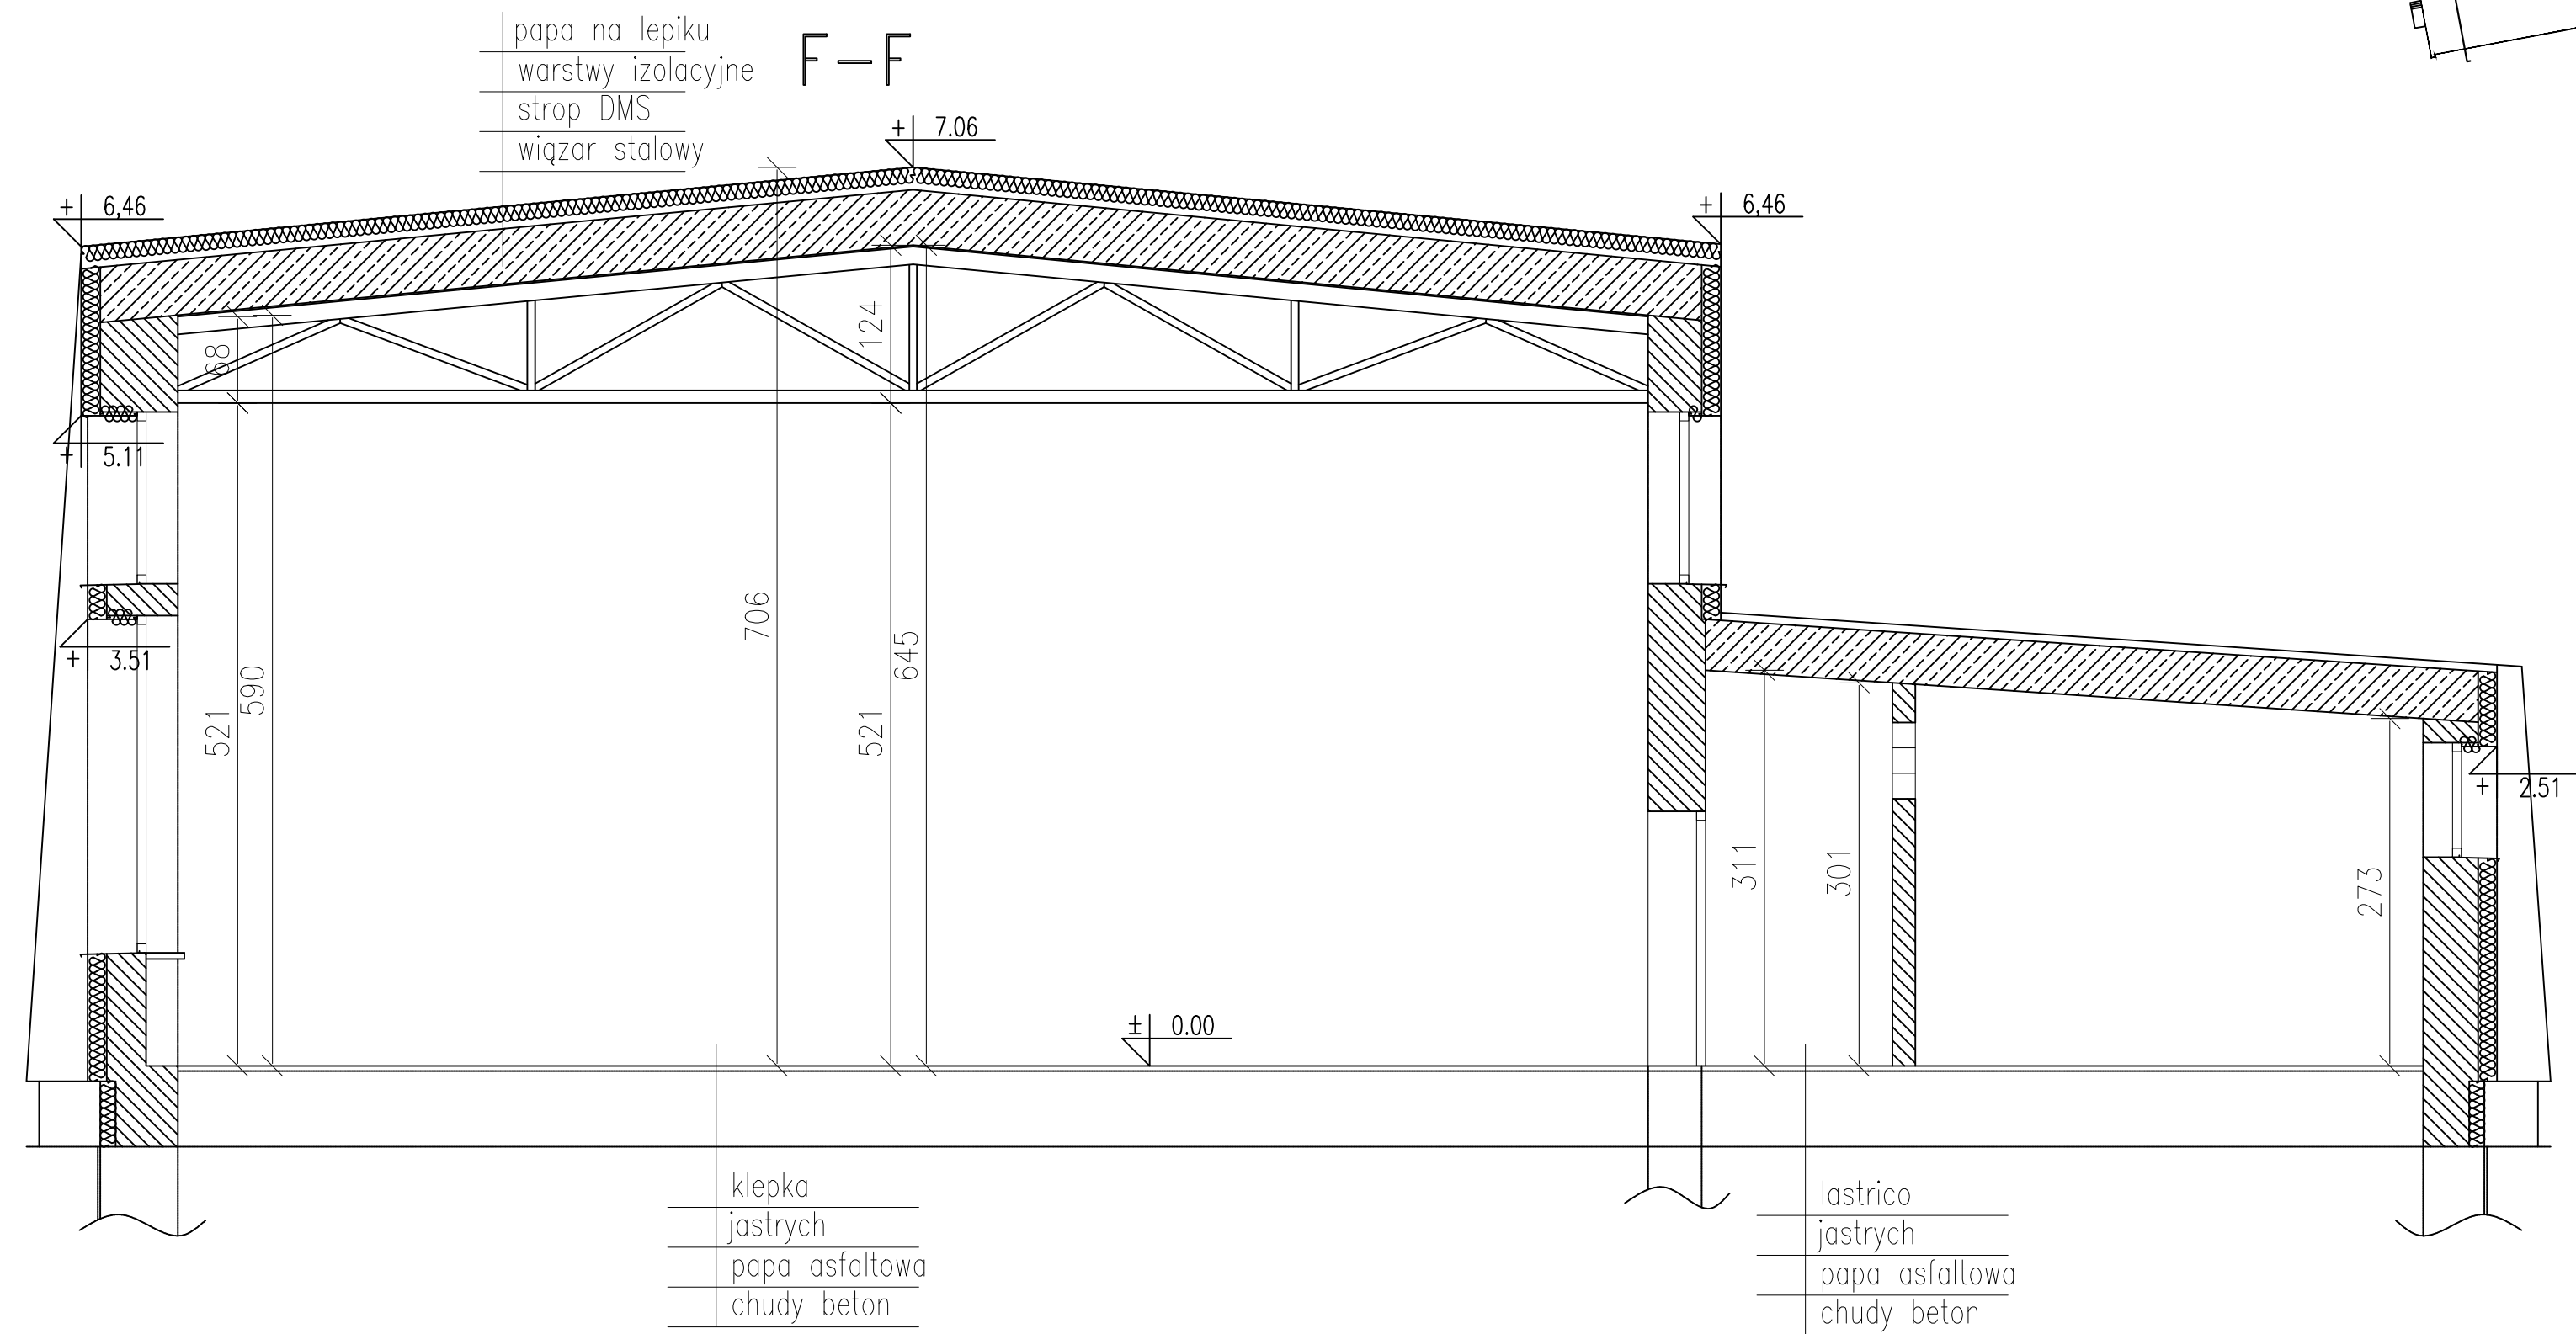 papa na lepiku
warstwy izolacyjne
strop DMS
wiązar stalowy
F-F
+ 7.06
+ 6,46
+ 6,46
68
124
+ 5.11
706
645
590
521
521
+ 3.51
311
301
273
+ 2.51
± 0.00
klepka
jastrych
papa asfaltowa
chudy beton
lastrico
jastrych
papa asfaltowa
chudy beton